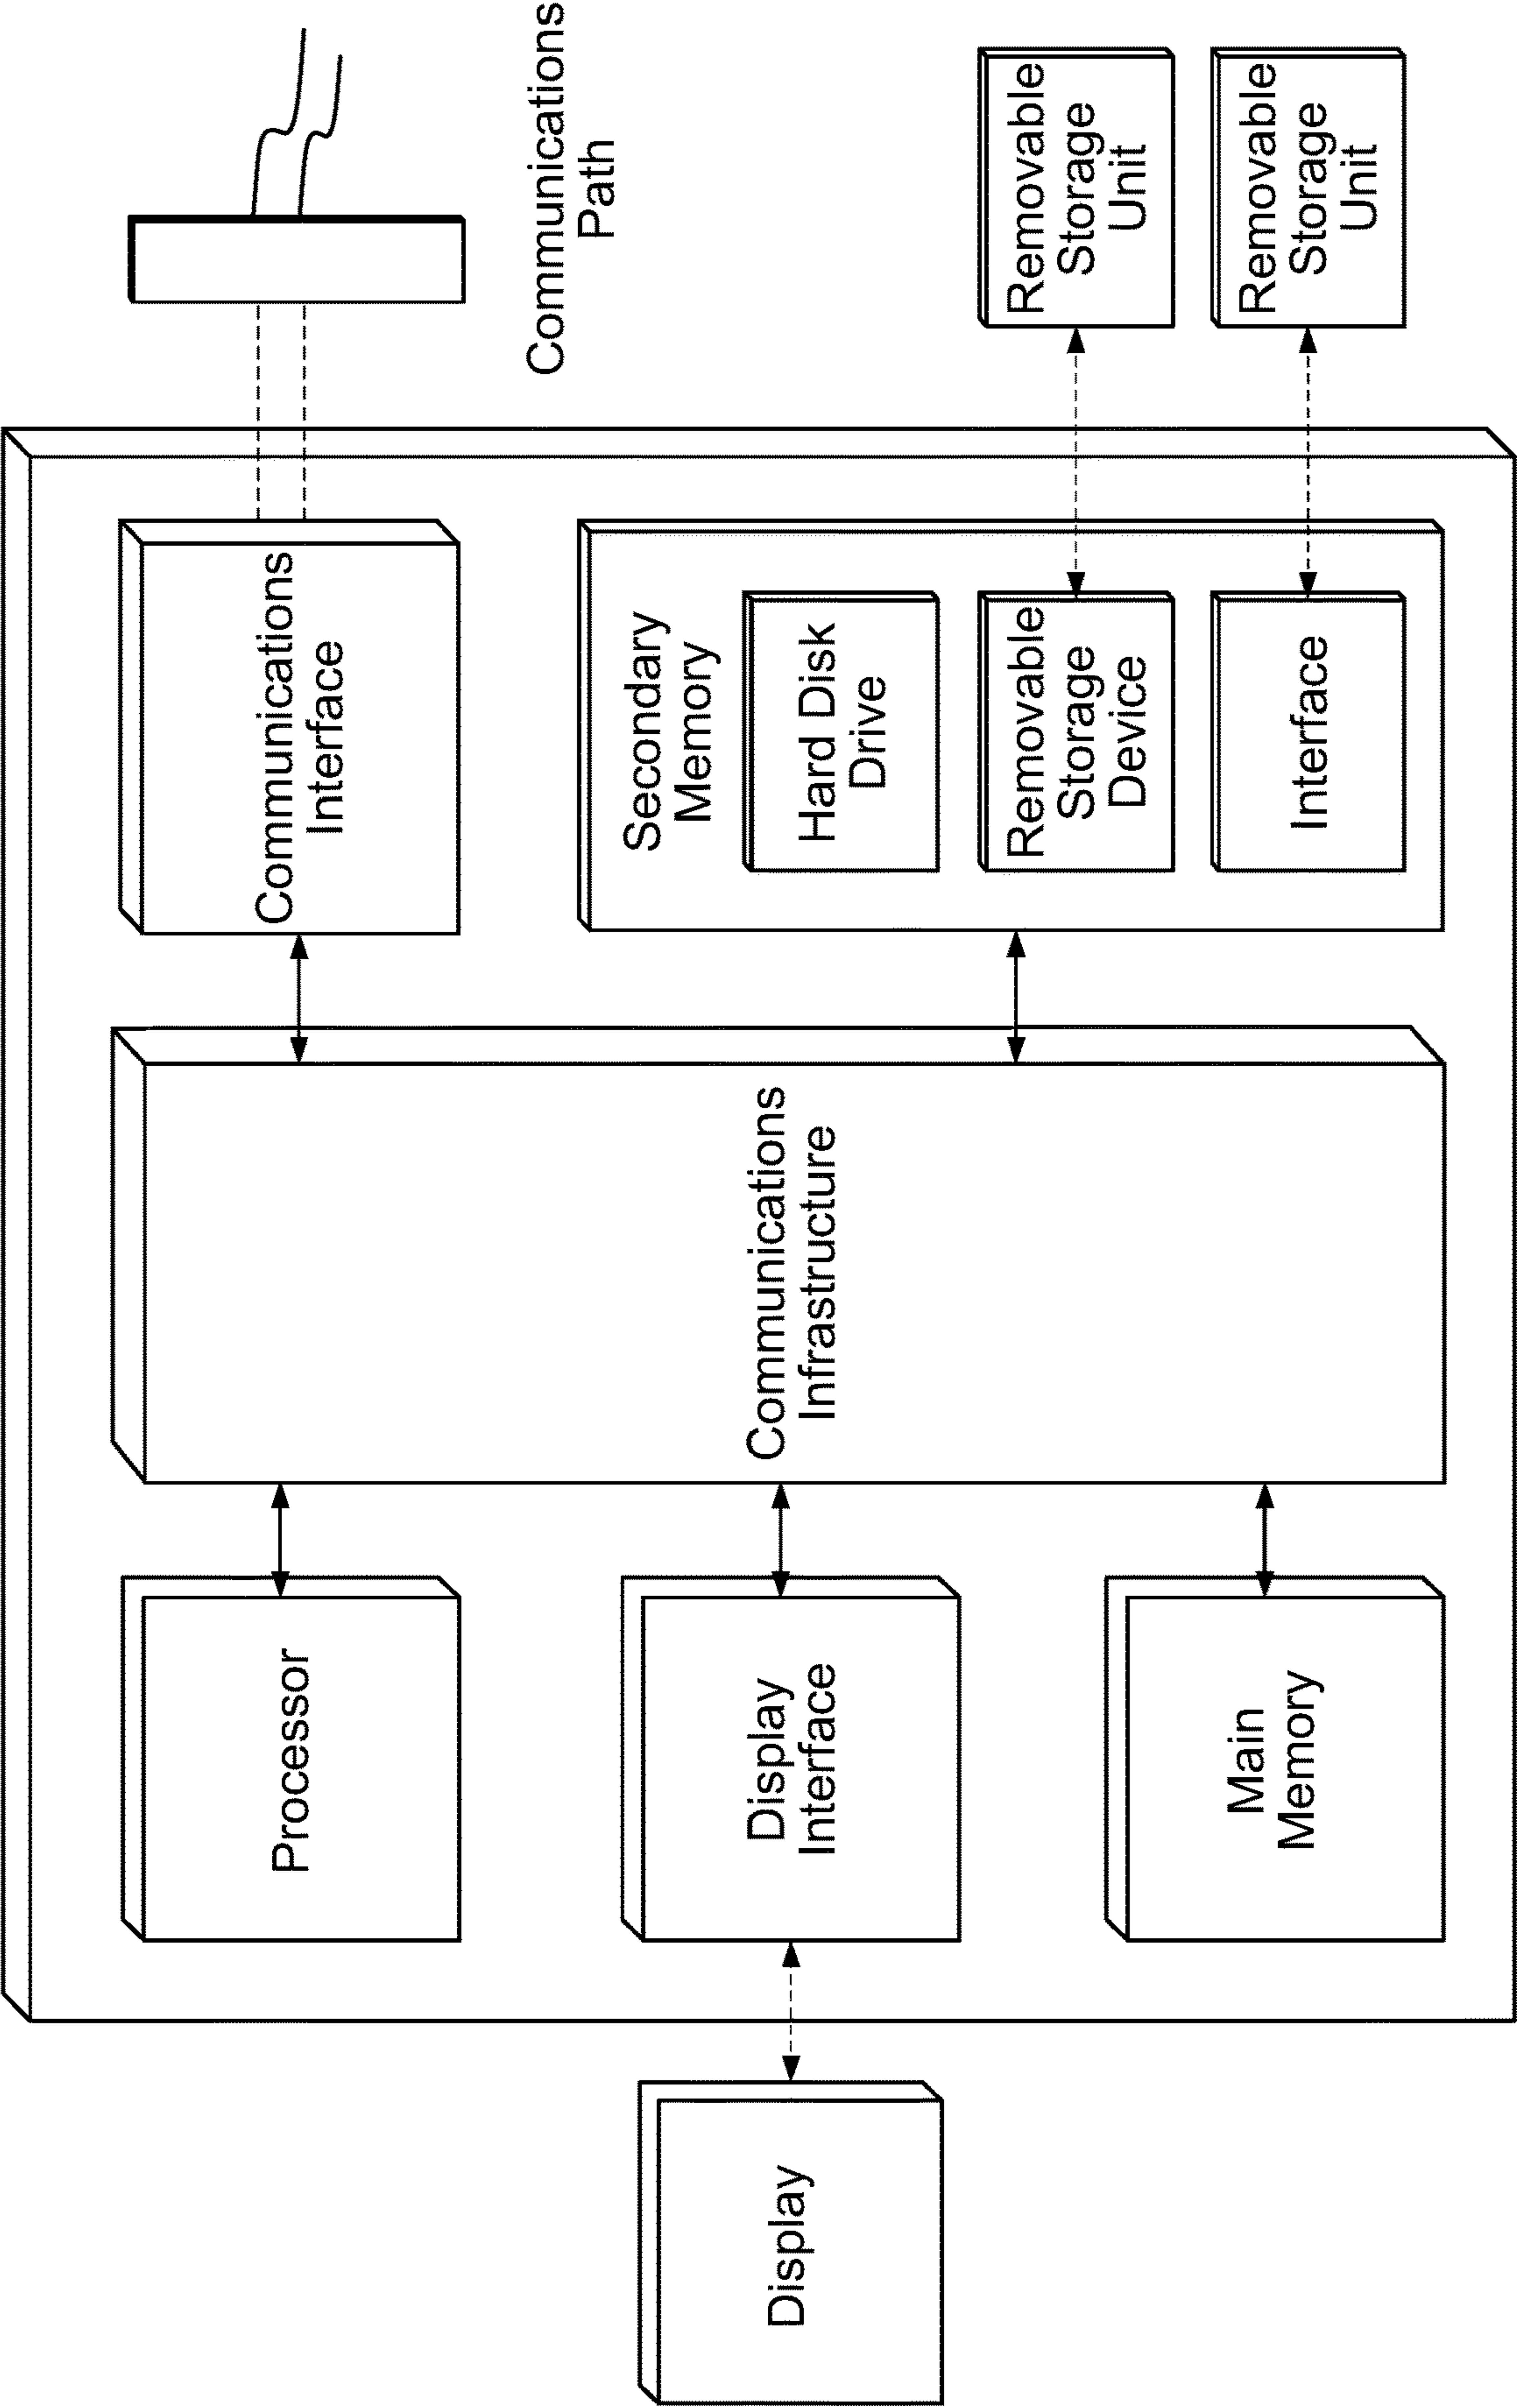 Display
Processor
Display
Interface
Main
Memory
Communications
Infrastructure
Communications
Interface
Secondary
Memory
Hard Disk
Drive
Removable
Storage
Device
Interface
Communications
Path
Removable
Storage
Unit
Removable
Storage
Unit